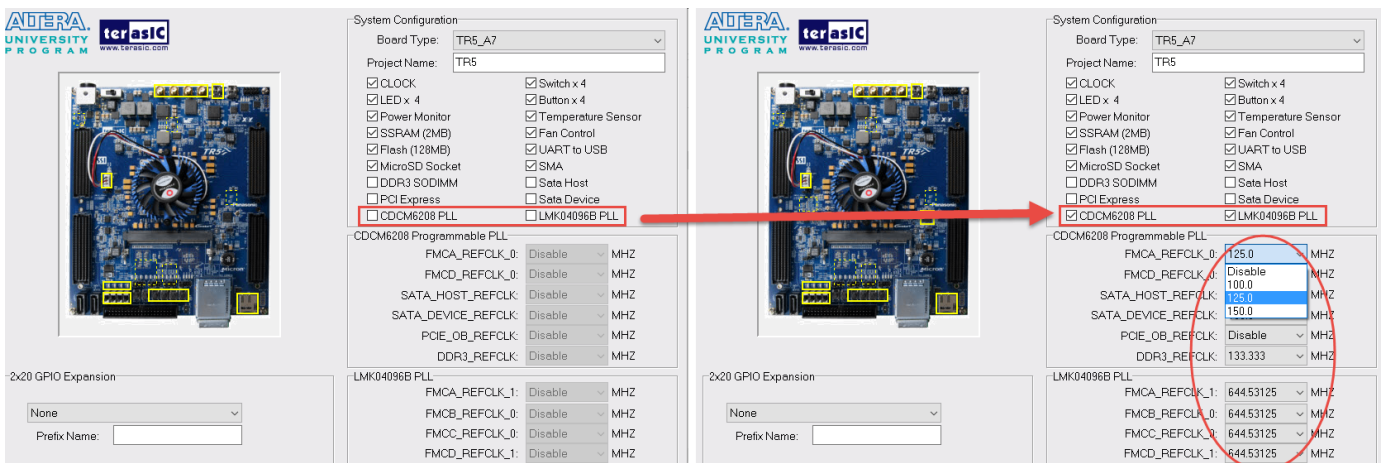 ALTERA.
UNIVERSITY
PROGRAM
terasIC
www.terasic.com
System Configuration
Board Type: TR5_A7
Project Name: TR5
CLOCK Switch x 4
LED x 4 Button x 4
Power Monitor Temperature Sensor
SSRAM (2MB) Fan Control
Flash (128MB) UART to USB
MicroSD Socket SMA
DDR3 SODIMM Sata Host
PCI Express Sata Device
CDCM6208 PLL LMK04096B PLL
CDCM6208 Programmable PLL
FMCA_REFCLK_0: Disable MHZ
FMCD_REFCLK_0: Disable MHZ
SATA_HOST_REFCLK: Disable MHZ
SATA_DEVICE_REFCLK: Disable MHZ
PCIE_OB_REFCLK: Disable MHZ
DDR3_REFCLK: Disable MHZ
2x20 GPIO Expansion
None
Prefix Name:
LMK04096B PLL
FMCA_REFCLK_1: Disable MHZ
FMCB_REFCLK_0: Disable MHZ
FMCC_REFCLK_0: Disable MHZ
FMCD_REFCLK_1: Disable MHZ
ALTERA.
UNIVERSITY
PROGRAM
terasIC
www.terasic.com
System Configuration
Board Type: TR5_A7
Project Name: TR5
CLOCK Switch x 4
LED x 4 Button x 4
Power Monitor Temperature Sensor
SSRAM (2MB) Fan Control
Flash (128MB) UART to USB
MicroSD Socket SMA
DDR3 SODIMM Sata Host
PCI Express Sata Device
CDCM6208 PLL LMK04096B PLL
CDCM6208 Programmable PLL
FMCA_REFCLK_0: 125.0 MHZ
FMCD_REFCLK_0: MHZ
Disable
100.0
SATA_HOST_REFCLK: MHZ
125.0
150.0
SATA_DEVICE_REFCLK: MHZ
PCIE_OB_REFCLK: Disable MHZ
DDR3_REFCLK: 133.333 MHZ
2x20 GPIO Expansion
None
Prefix Name:
LMK04096B PLL
FMCA_REFCLK_1: 644.53125 MHZ
FMCB_REFCLK_0: 644.53125 MHZ
FMCC_REFCLK_0: 644.53125 MHZ
FMCD_REFCLK_1: 644.53125 MHZ